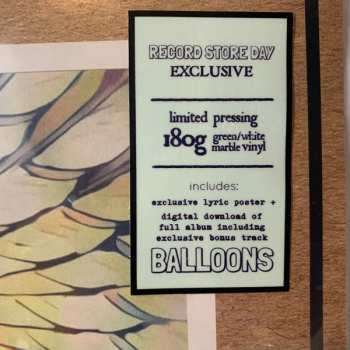 RECORD STORE DAY
EXCLUSIVE
limited pressing
180g green/white
marble vinyl
includes:
exclusive lyric poster +
digital download of
full album including
exclusive bonus track
BALLOONS